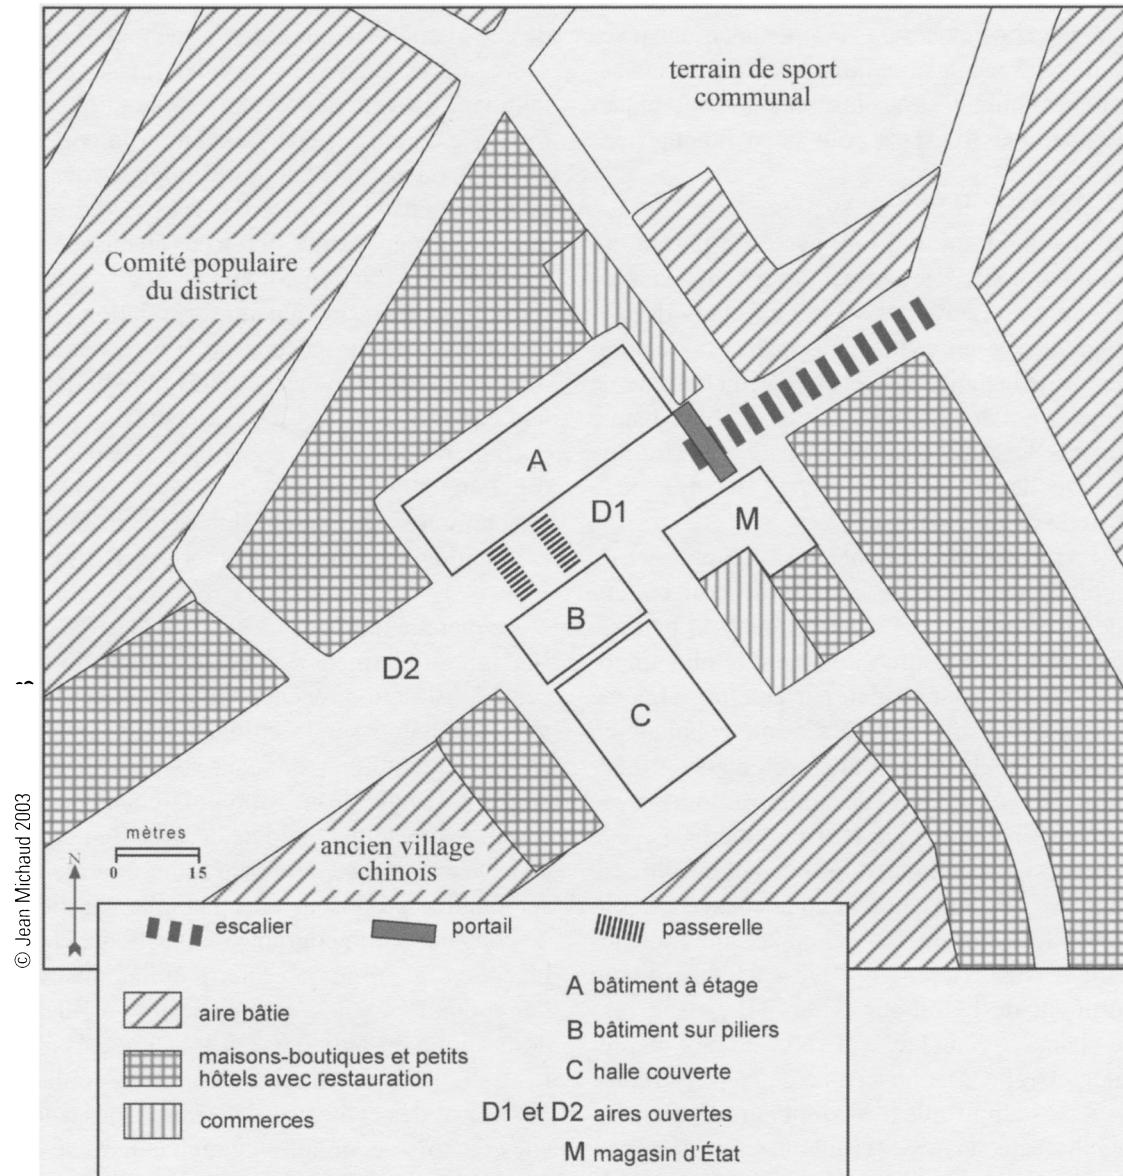 terrain de sport
communal
Comité populaire
du district
A
D1
M
B
D2
C
ancien village
chinois
mètres
0 15
N
© Jean Michaud 2003
escalier
portail
passerelle
aire bâtie
maisons-boutiques et petits
hôtels avec restauration
commerces
A bâtiment à étage
B bâtiment sur piliers
C halle couverte
D1 et D2 aires ouvertes
M magasin d'État